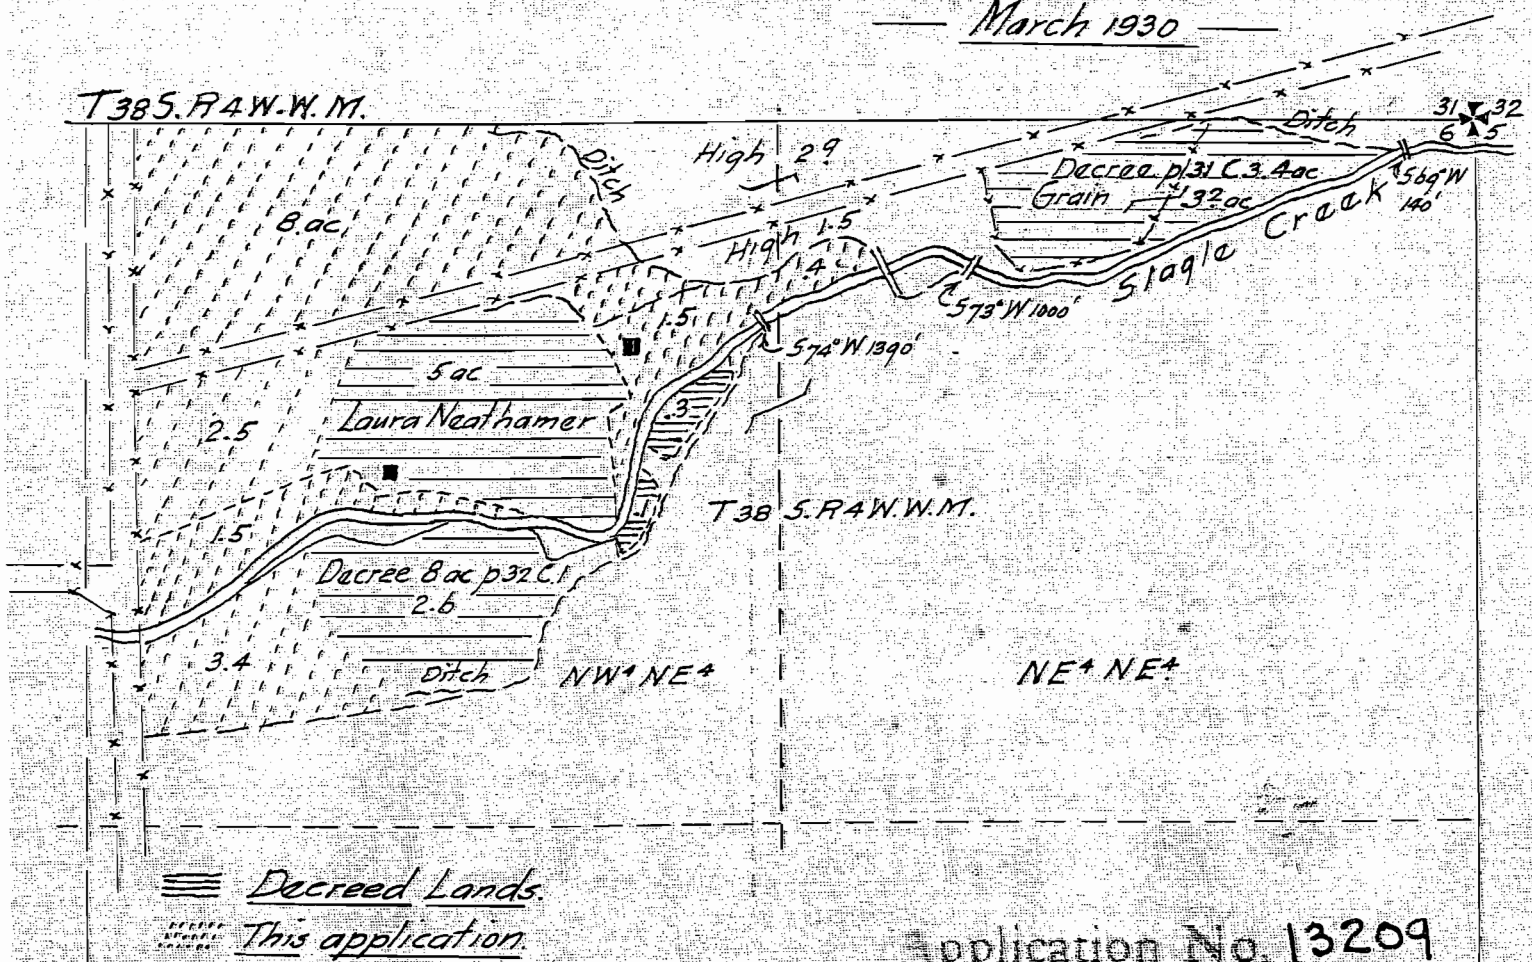 March 1930
T38S.R4W.W.M.
31 32
6 5
Ditch
Ditch
High 2.9
Decree p31 C.3.4ac
Grain 3.2 ac
S69°W
140'
Slagle Creek
8 ac
High 1.5
.4
S73°W 1000'
1.5
S74°W 1390'
5 ac
.3
Laura Neathamer
2.5
T38 S.R4W.W.M.
1.5
Decree 8 ac p32 C.1
2.6
3.4
Ditch
NW⁴ NE⁴
NE⁴ NE⁴
Decreed Lands.
This application.
Application No. 13209